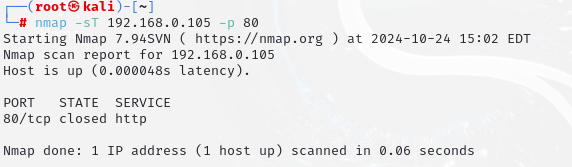 ┌──(root㉿kali)-[~]
└─# nmap -sT 192.168.0.105 -p 80
Starting Nmap 7.94SVN ( https://nmap.org ) at 2024-10-24 15:02 EDT
Nmap scan report for 192.168.0.105
Host is up (0.000048s latency).

PORT   STATE  SERVICE
80/tcp closed http

Nmap done: 1 IP address (1 host up) scanned in 0.06 seconds